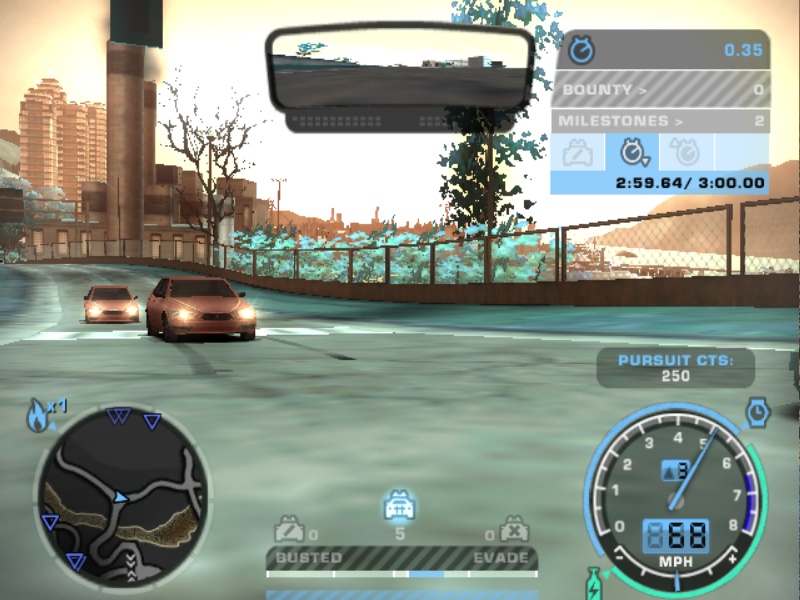 0.35
BOUNTY > 0
MILESTONES > 2
2:59.64/ 3:00.00
PURSUIT CTS:
250
x1
0 1 2 3 4 5 6 7 8
3
68
MPH
- +
0 5 0
BUSTED EVADE